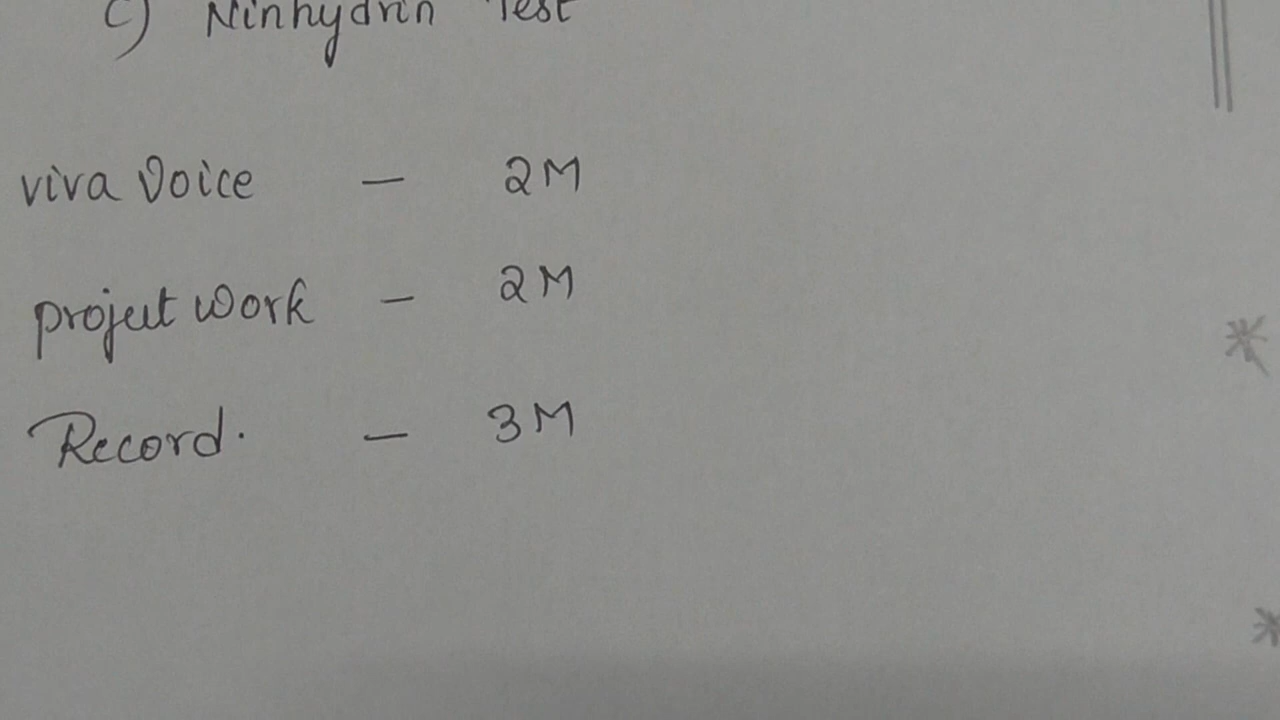 c) Ninhydrin Test
viva Voice - 2M
project work - 2M
Record. - 3M